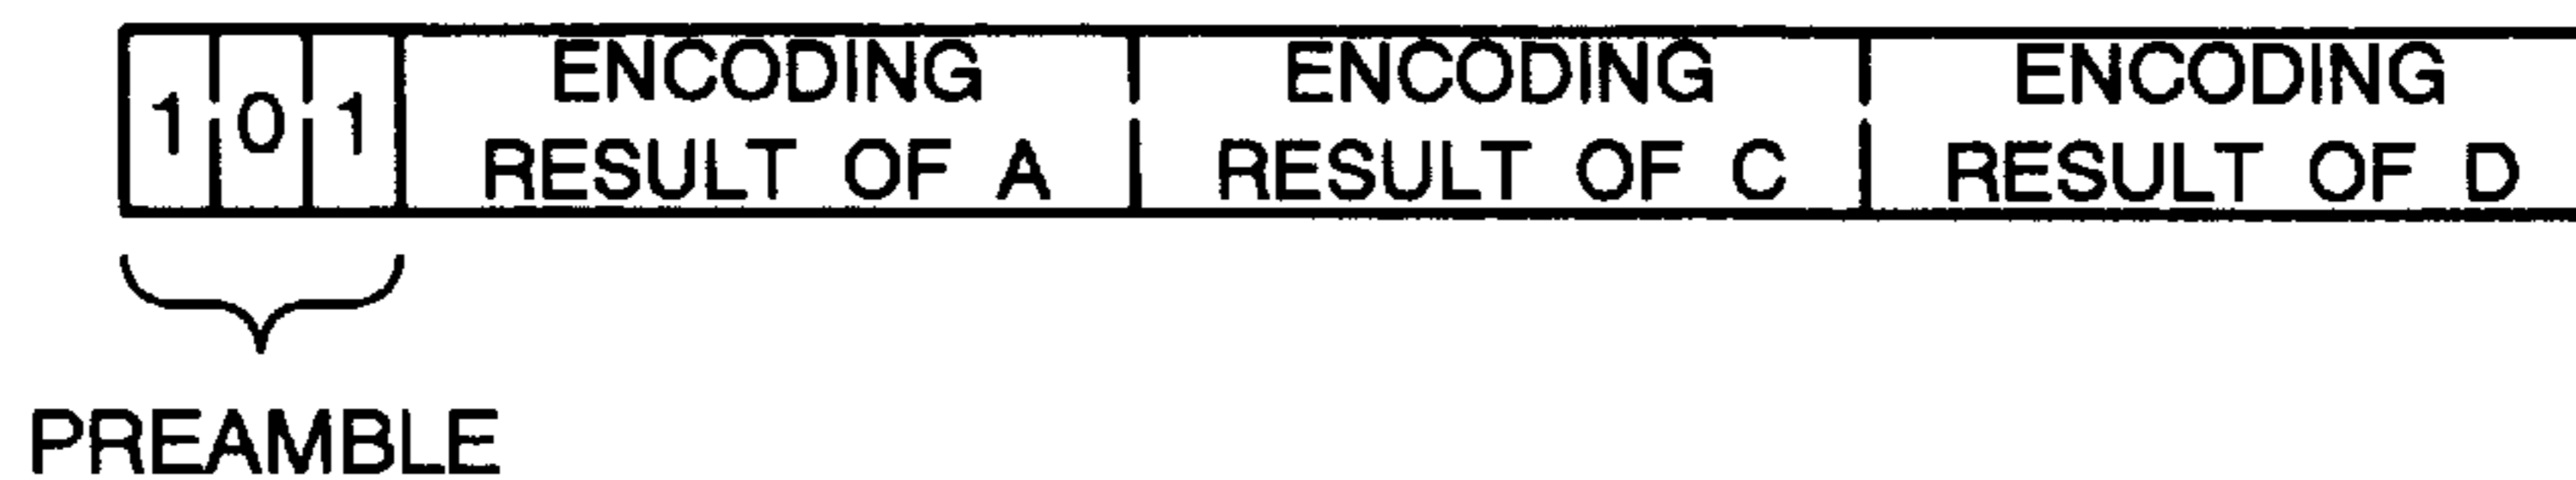 1 0 1
ENCODING
RESULT OF A
ENCODING
RESULT OF C
ENCODING
RESULT OF D
PREAMBLE